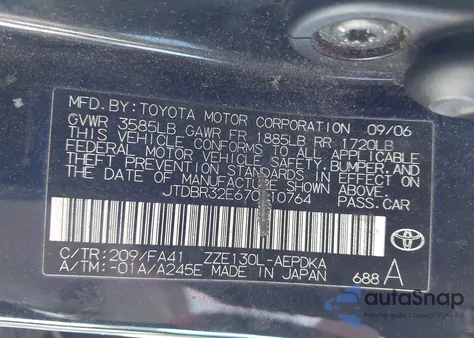 MFD. BY: TOYOTA MOTOR CORPORATION 09/06
GVWR 3585LB GAWR FR 1885LB RR 1720LB
THIS VEHICLE CONFORMS TO ALL APPLICABLE
FEDERAL MOTOR VEHICLE SAFETY, BUMPER, AND
THEFT PREVENTION STANDARDS IN EFFECT ON
THE DATE OF MANUFACTURE SHOWN ABOVE.
PASS. CAR
C/TR: 209/FA41 ZZE130L-AEPDKA
A/TM: -01A/A245E MADE IN JAPAN
688 A
TOYOTA
autoSnap